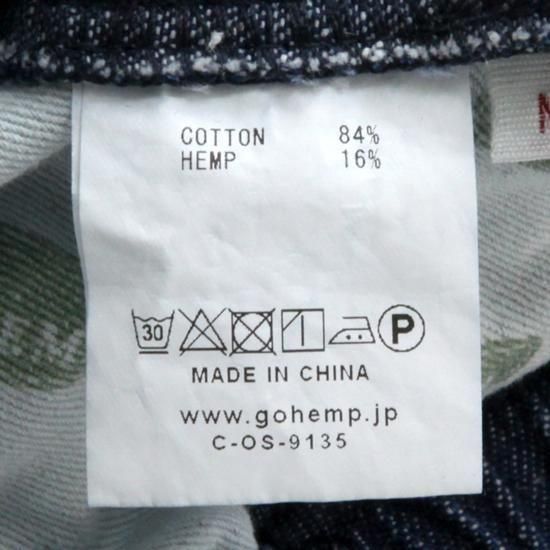 COTTON 84%
HEMP 16%
30 P
MADE IN CHINA
www.gohemp.jp
C-OS-9135